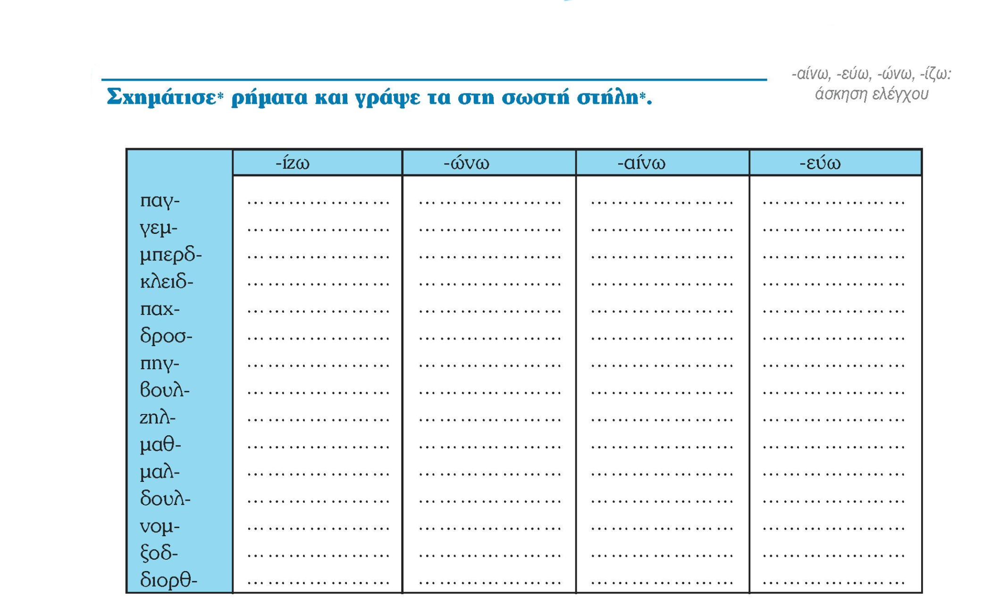 -αίνω, -εύω, -ώνω, -ίζω:
άσκηση ελέγχου
Σχημάτισε* ρήματα και γράψε τα στη σωστή στήλη*.
-ίζω -ώνω -αίνω -εύω
παγ- ..................... ..................... ..................... .....................
γεμ- ..................... ..................... ..................... .....................
μπερδ- ..................... ..................... ..................... .....................
κλειδ- ..................... ..................... ..................... .....................
παχ- ..................... ..................... ..................... .....................
δροσ- ..................... ..................... ..................... .....................
πηγ- ..................... ..................... ..................... .....................
βουλ- ..................... ..................... ..................... .....................
ζηλ- ..................... ..................... ..................... .....................
μαθ- ..................... ..................... ..................... .....................
μαλ- ..................... ..................... ..................... .....................
δουλ- ..................... ..................... ..................... .....................
νομ- ..................... ..................... ..................... .....................
ξοδ- ..................... ..................... ..................... .....................
διορθ- ..................... ..................... ..................... .....................